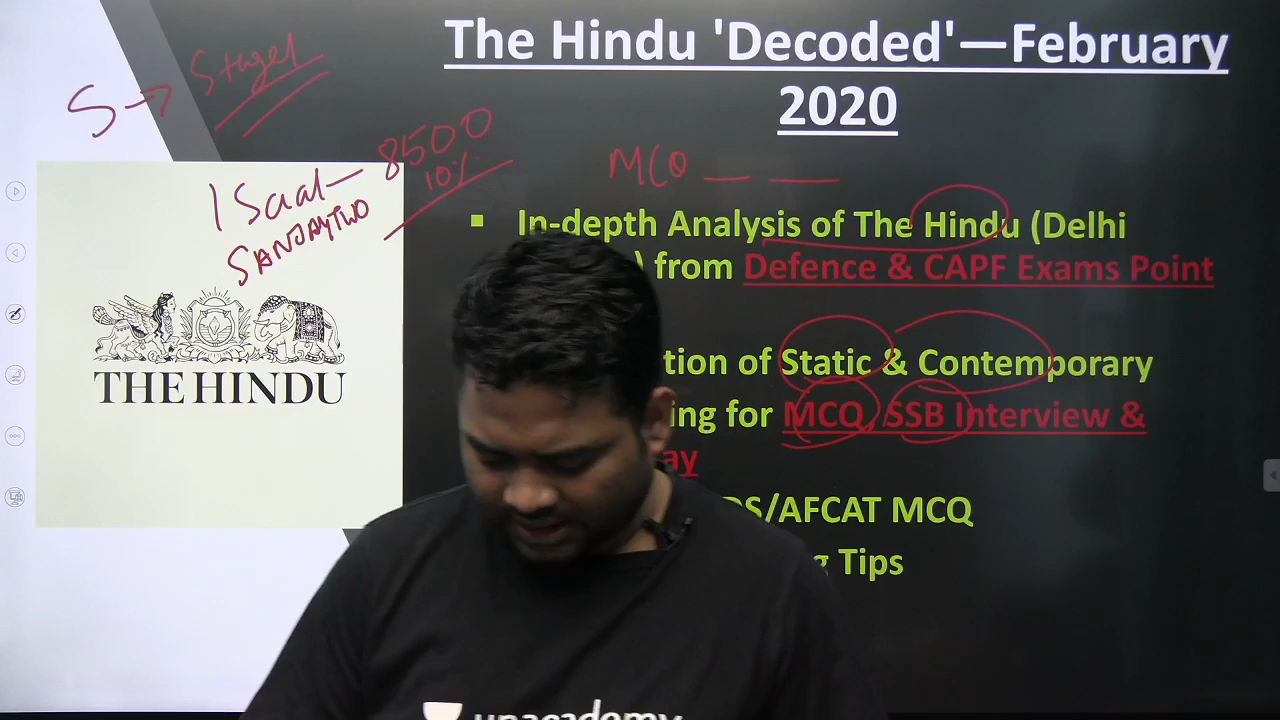 The Hindu 'Decoded'—February
2020
S → Stage1
1 Saal— 8500
10%
SANJAYTWO
MCQ — —
THE HINDU
▪ In-depth Analysis of The Hindu (Delhi
) from Defence & CAPF Exams Point
tion of Static & Contemporary
ing for MCQ, SSB Interview &
ay
DS/AFCAT MCQ
g Tips
unacademy